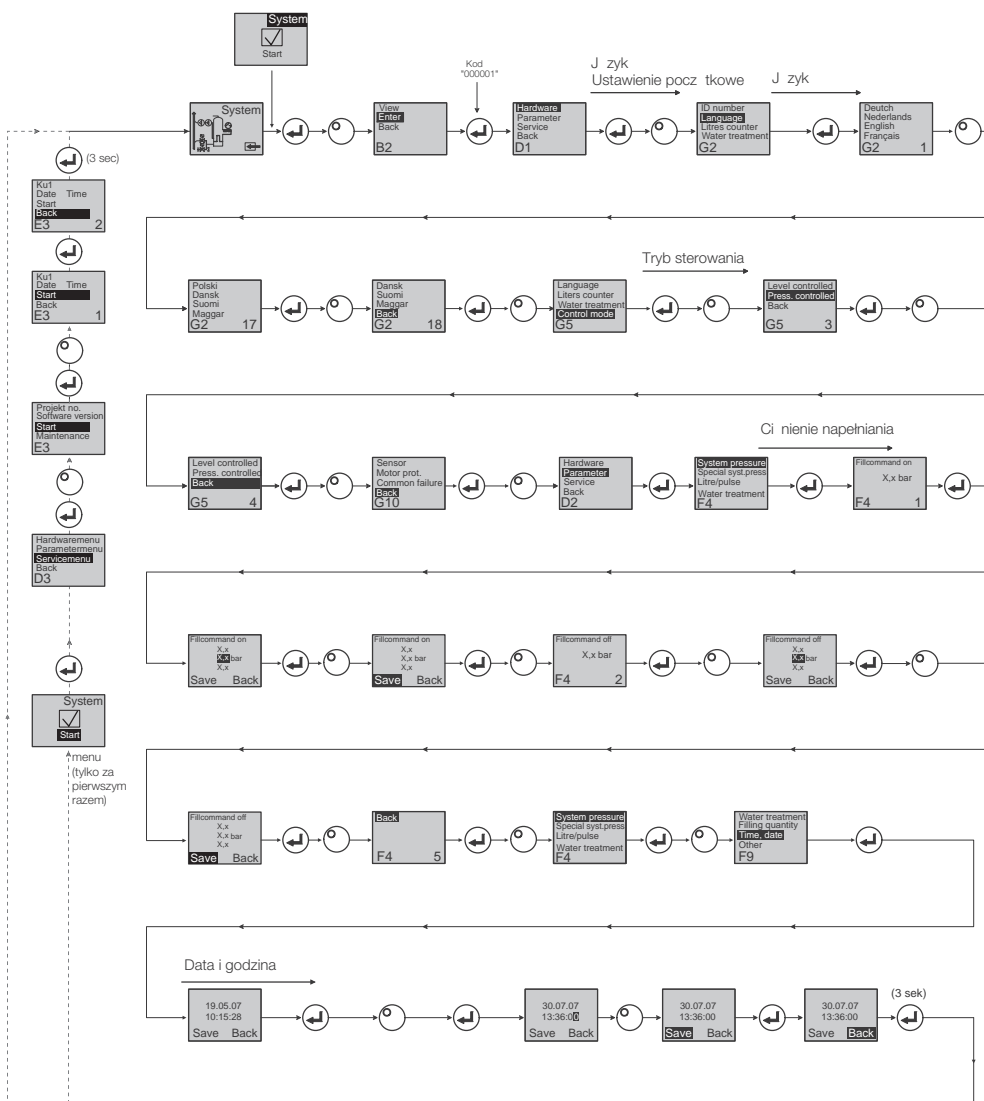 System
Start
Kod
"000001"
J zyk
Ustawienie pocz tkowe
J zyk
System
View
Enter
Back
B2
Hardware
Parameter
Service
Back
D1
ID number
Language
Litres counter
Water treatment
G2
Deutch
Nederlands
English
Français
G2 1
(3 sec)
Ku1
Date Time
Start
Back
E3 2
Ku1
Date Time
Start
Back
E3 1
Projekt no.
Software version
Start
Maintenance
E3
Hardwaremenu
Parametermenu
Servicemenu
Back
D3
System
Start
menu
(tylko za
pierwszym
razem)
Polski
Dansk
Suomi
Maggar
G2 17
Dansk
Suomi
Maggar
Back
G2 18
Language
Liters counter
Water treatment
Control mode
G5
Tryb sterowania
Level controlled
Press. controlled
Back
G5 3
Level controlled
Press. controlled
Back
G5 4
Sensor
Motor prot.
Common failure
Back
G10
Hardware
Parameter
Service
Back
D2
System pressure
Special syst.press
Litre/pulse
Water treatment
F4
Ci nienie napełniania
Fillcommand on
X,x bar
F4 1
Fillcommand on
X,x
X,x bar
X,x
Save Back
Fillcommand on
X,x
X,x bar
X,x
Save Back
Fillcommand off
X,x bar
F4 2
Fillcommand off
X,x
X,x bar
X,x
Save Back
Fillcommand off
X,x
X,x bar
X,x
Save Back
Back
F4 5
System pressure
Special syst.press
Litre/pulse
Water treatment
F4
Water treatment
Filling quantity
Time, date
Other
F9
Data i godzina
19.05.07
10:15:28
Save Back
30.07.07
13:36:00
Save Back
30.07.07
13:36:00
Save Back
30.07.07
13:36:00
Save Back
(3 sek)